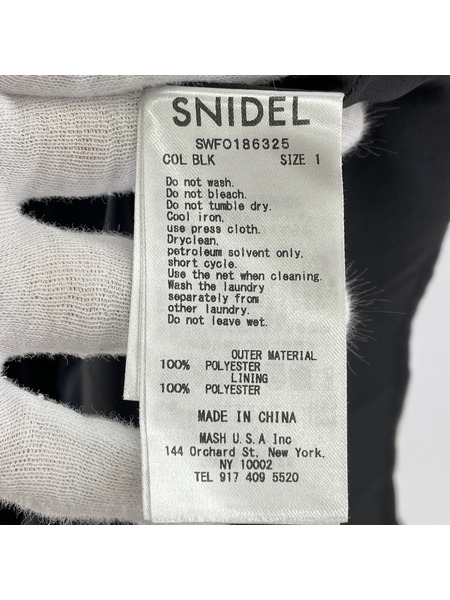 SNIDEL
SWFO186325
COL BLK SIZE 1
Do not wash.
Do not bleach.
Do not tumble dry.
Cool iron,
use press cloth.
Dryclean,
petroleum solvent only.
short cycle.
Use the net when cleaning.
Wash the laundry
separately from
other laundry.
Do not leave wet.
OUTER MATERIAL
100% POLYESTER
LINING
100% POLYESTER
MADE IN CHINA
MASH U.S.A Inc
144 Orchard St, New York,
NY 10002
TEL 917 409 5520